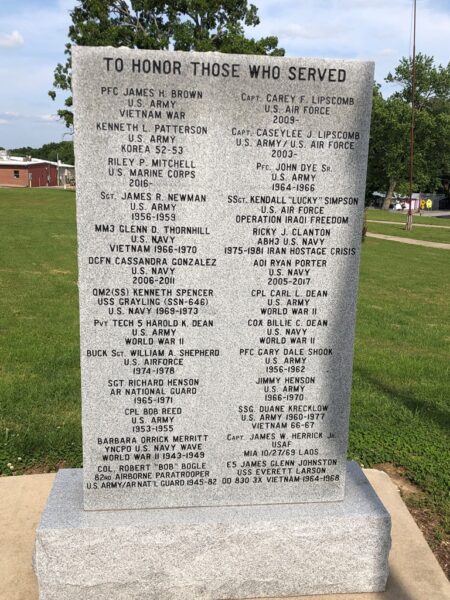 TO HONOR THOSE WHO SERVED
PFC JAMES H. BROWN
U.S. ARMY
VIETNAM WAR
KENNETH L. PATTERSON
U.S. ARMY
KOREA 52-53
RILEY P. MITCHELL
U.S. MARINE CORPS
2016-
SGT. JAMES R. NEWMAN
U.S. ARMY
1956-1959
MM3 GLENN D. THORNHILL
U.S. NAVY
VIETNAM 1966-1970
DCFN CASSANDRA GONZALEZ
U.S. NAVY
2006-2011
QM2(SS) KENNETH SPENCER
USS GRAYLING (SSN-646)
U.S. NAVY 1969-1973
PVT TECH 5 HAROLD K. DEAN
U.S. ARMY
WORLD WAR II
BUCK SGT. WILLIAM A. SHEPHERD
U.S. AIRFORCE
1974-1978
SGT RICHARD HENSON
AR NATIONAL GUARD
1965-1971
CPL BOB REED
U.S. ARMY
1953-1955
BARBARA ORRICK MERRITT
YNCPO U.S. NAVY WAVE
WORLD WAR II 1943-1949
COL. ROBERT "BOB" BOGLE
82ND AIRBORNE PARATROOPER
U.S. ARMY/AR NAT'L GUARD 1945-82
CAPT. CAREY F. LIPSCOMB
U.S. AIR FORCE
2009-
CAPT. CASEYLEE J. LIPSCOMB
U.S. ARMY/U.S. AIR FORCE
2003-
PFC. JOHN DYE SR.
U.S. ARMY
1964-1966
SSGT. KENDALL "LUCKY" SIMPSON
U.S. AIR FORCE
OPERATION IRAQI FREEDOM
RICKY J. CLANTON
ABH3 U.S. NAVY
1975-1981 IRAN HOSTAGE CRISIS
AD1 RYAN PORTER
U.S. NAVY
2005-2017
CPL CARL L. DEAN
U.S. ARMY
WORLD WAR II
COX BILLIE C. DEAN
U.S. NAVY
WORLD WAR II
PFC GARY DALE SHOOK
U.S. ARMY
1956-1962
JIMMY HENSON
U.S. ARMY
1966-1970
SSG. DUANE KRECKLOW
U.S. ARMY 1960-1977
VIETNAM 66-67
CAPT. JAMES W. HERRICK JR.
USAF
MIA 10/27/69 LAOS
E5 JAMES GLENN JOHNSTON
USS EVERETT LARSON
DD 830 3X VIETNAM 1964-1968